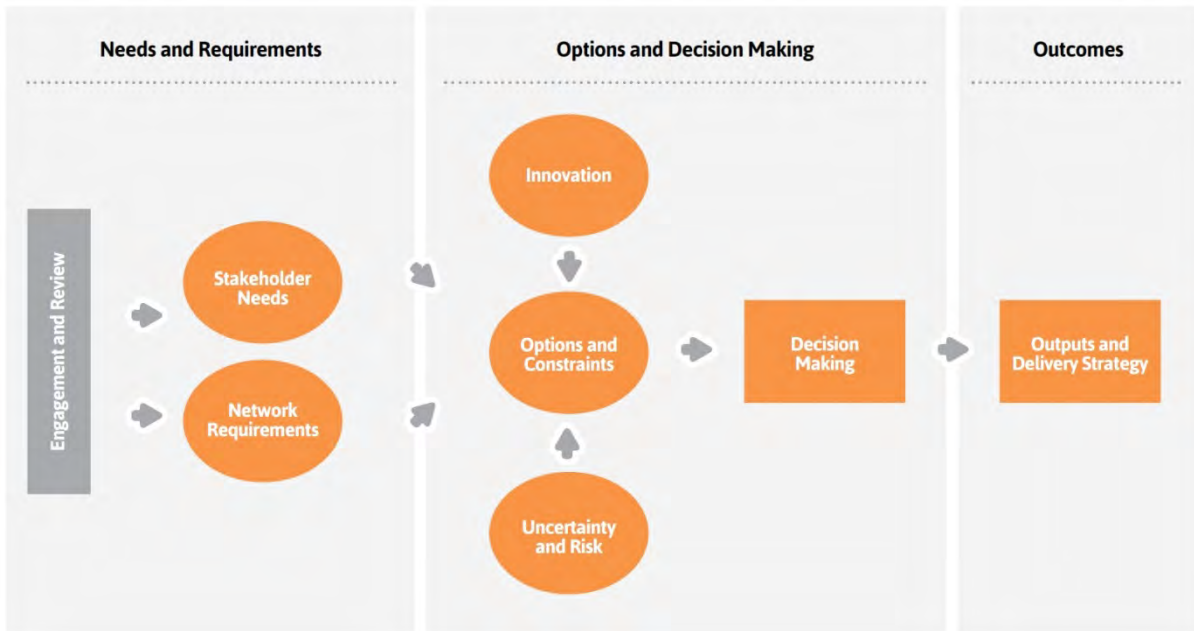 Needs and Requirements
Options and Decision Making
Outcomes
Engagement and Review
Stakeholder
Needs
Network
Requirements
Innovation
Options and
Constraints
Uncertainty
and Risk
Decision
Making
Outputs and
Delivery Strategy